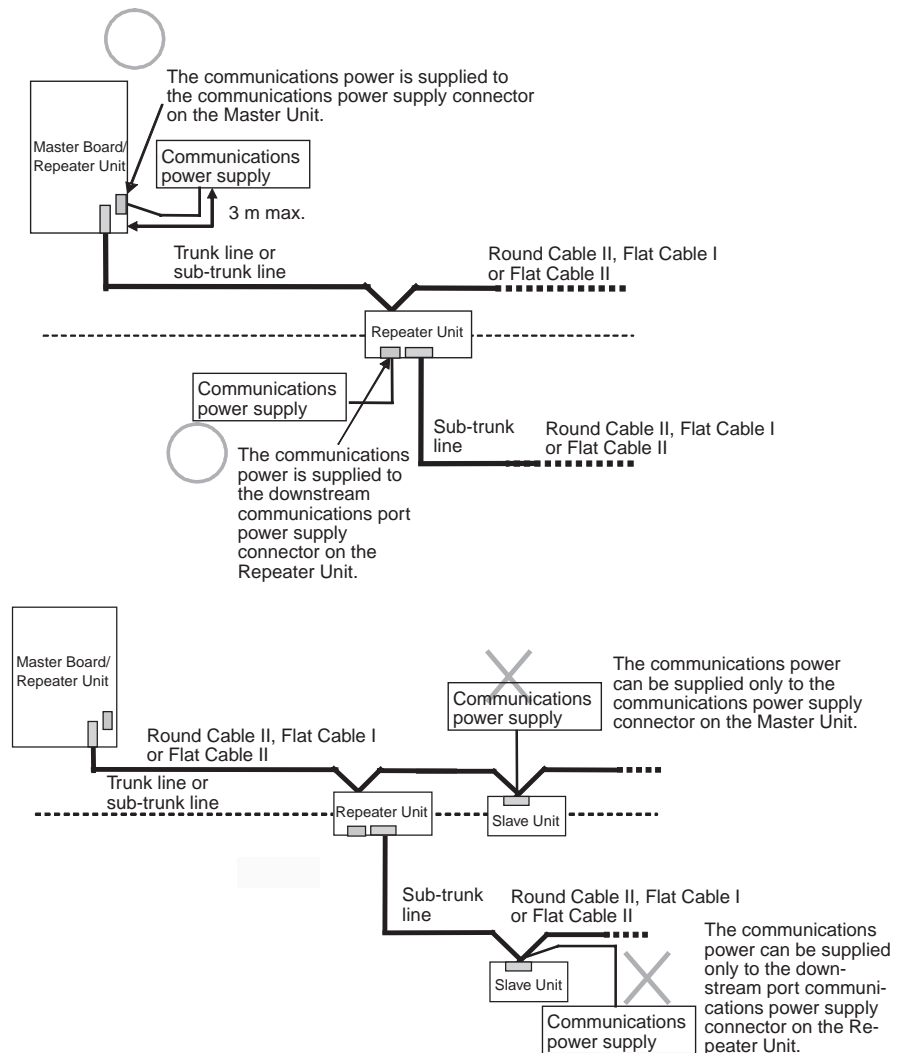 The communications power is supplied to
the communications power supply connector
on the Master Unit.
Master Board/
Repeater Unit
Communications
power supply
3 m max.
Trunk line or
sub-trunk line
Round Cable II, Flat Cable I
or Flat Cable II
Repeater Unit
Communications
power supply
Sub-trunk
line
Round Cable II, Flat Cable I
or Flat Cable II
The communications
power is supplied to
the downstream
communications port
power supply
connector on the
Repeater Unit.
Master Board/
Repeater Unit
Communications
power supply
The communications power
can be supplied only to the
communications power supply
connector on the Master Unit.
Round Cable II, Flat Cable I
or Flat Cable II
Trunk line or
sub-trunk line
Repeater Unit
Slave Unit
Sub-trunk
line
Round Cable II, Flat Cable I
or Flat Cable II
Slave Unit
Communications
power supply
The communications
power can be supplied
only to the down-
stream port communi-
cations power supply
connector on the Re-
peater Unit.